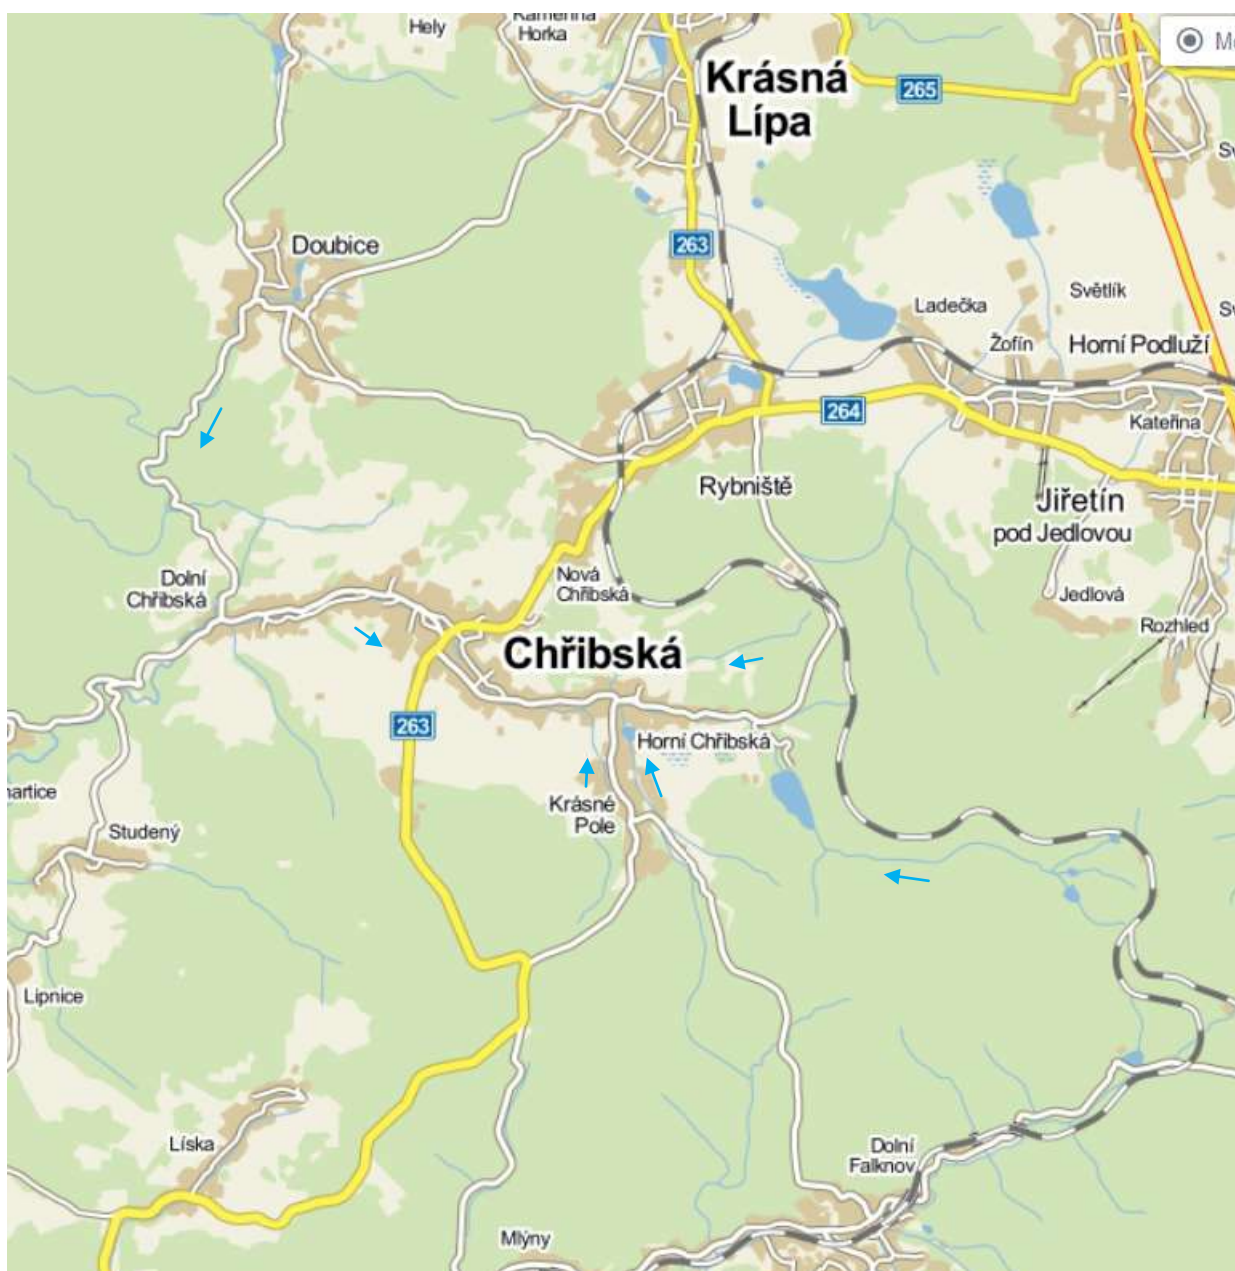 Hely
Kamenná
Horka
Krásná
Lípa
265
Doubice
263
Ladečka
Světlík
Žofín
Horní Podluží
264
Kateřina
Rybniště
Jiřetín
pod Jedlovou
Nová
Chřibská
Dolní
Chřibská
Jedlová
Rozhled
Chřibská
263
Horní Chřibská
Krásné
Pole
Studený
Lipnice
Líska
Dolní
Falknov
Mlýny